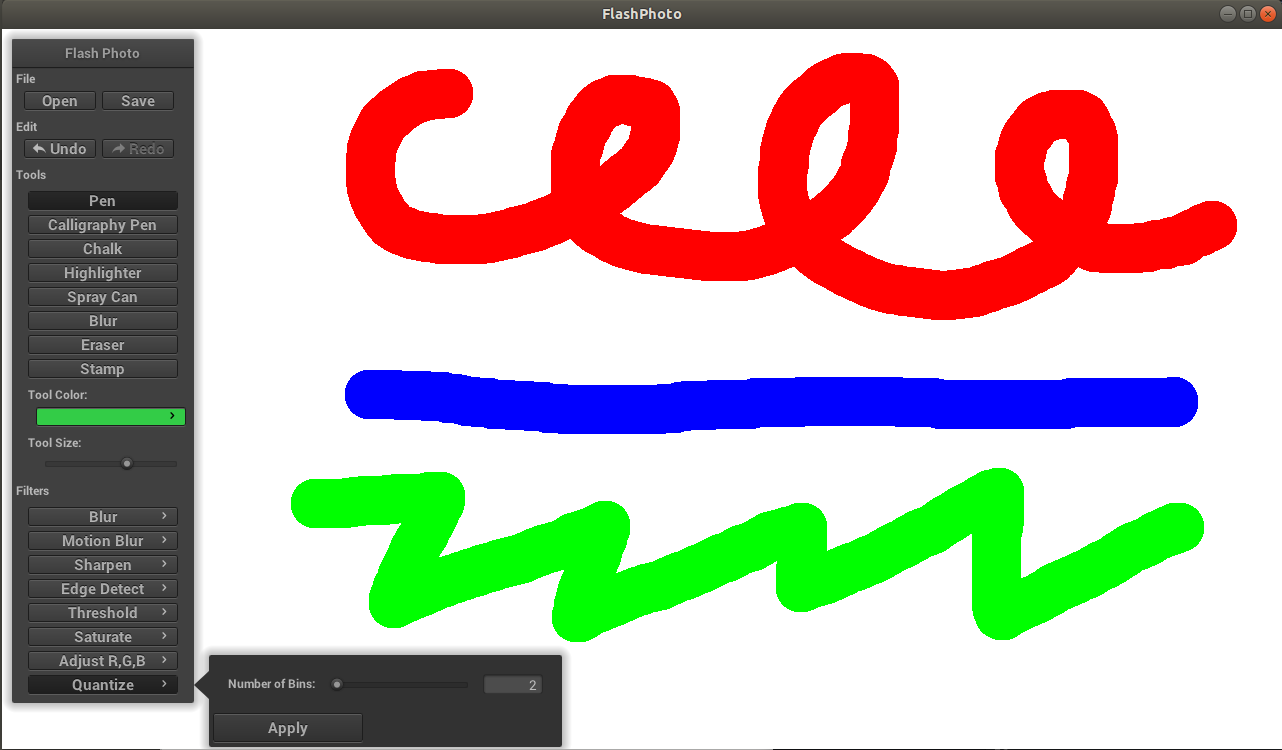 FlashPhoto
Flash Photo
File
Open Save
Edit
Undo Redo
Tools
Pen
Calligraphy Pen
Chalk
Highlighter
Spray Can
Blur
Eraser
Stamp
Tool Color:
Tool Size:
Filters
Blur
Motion Blur
Sharpen
Edge Detect
Threshold
Saturate
Adjust R,G,B
Quantize
Number of Bins: 2
Apply